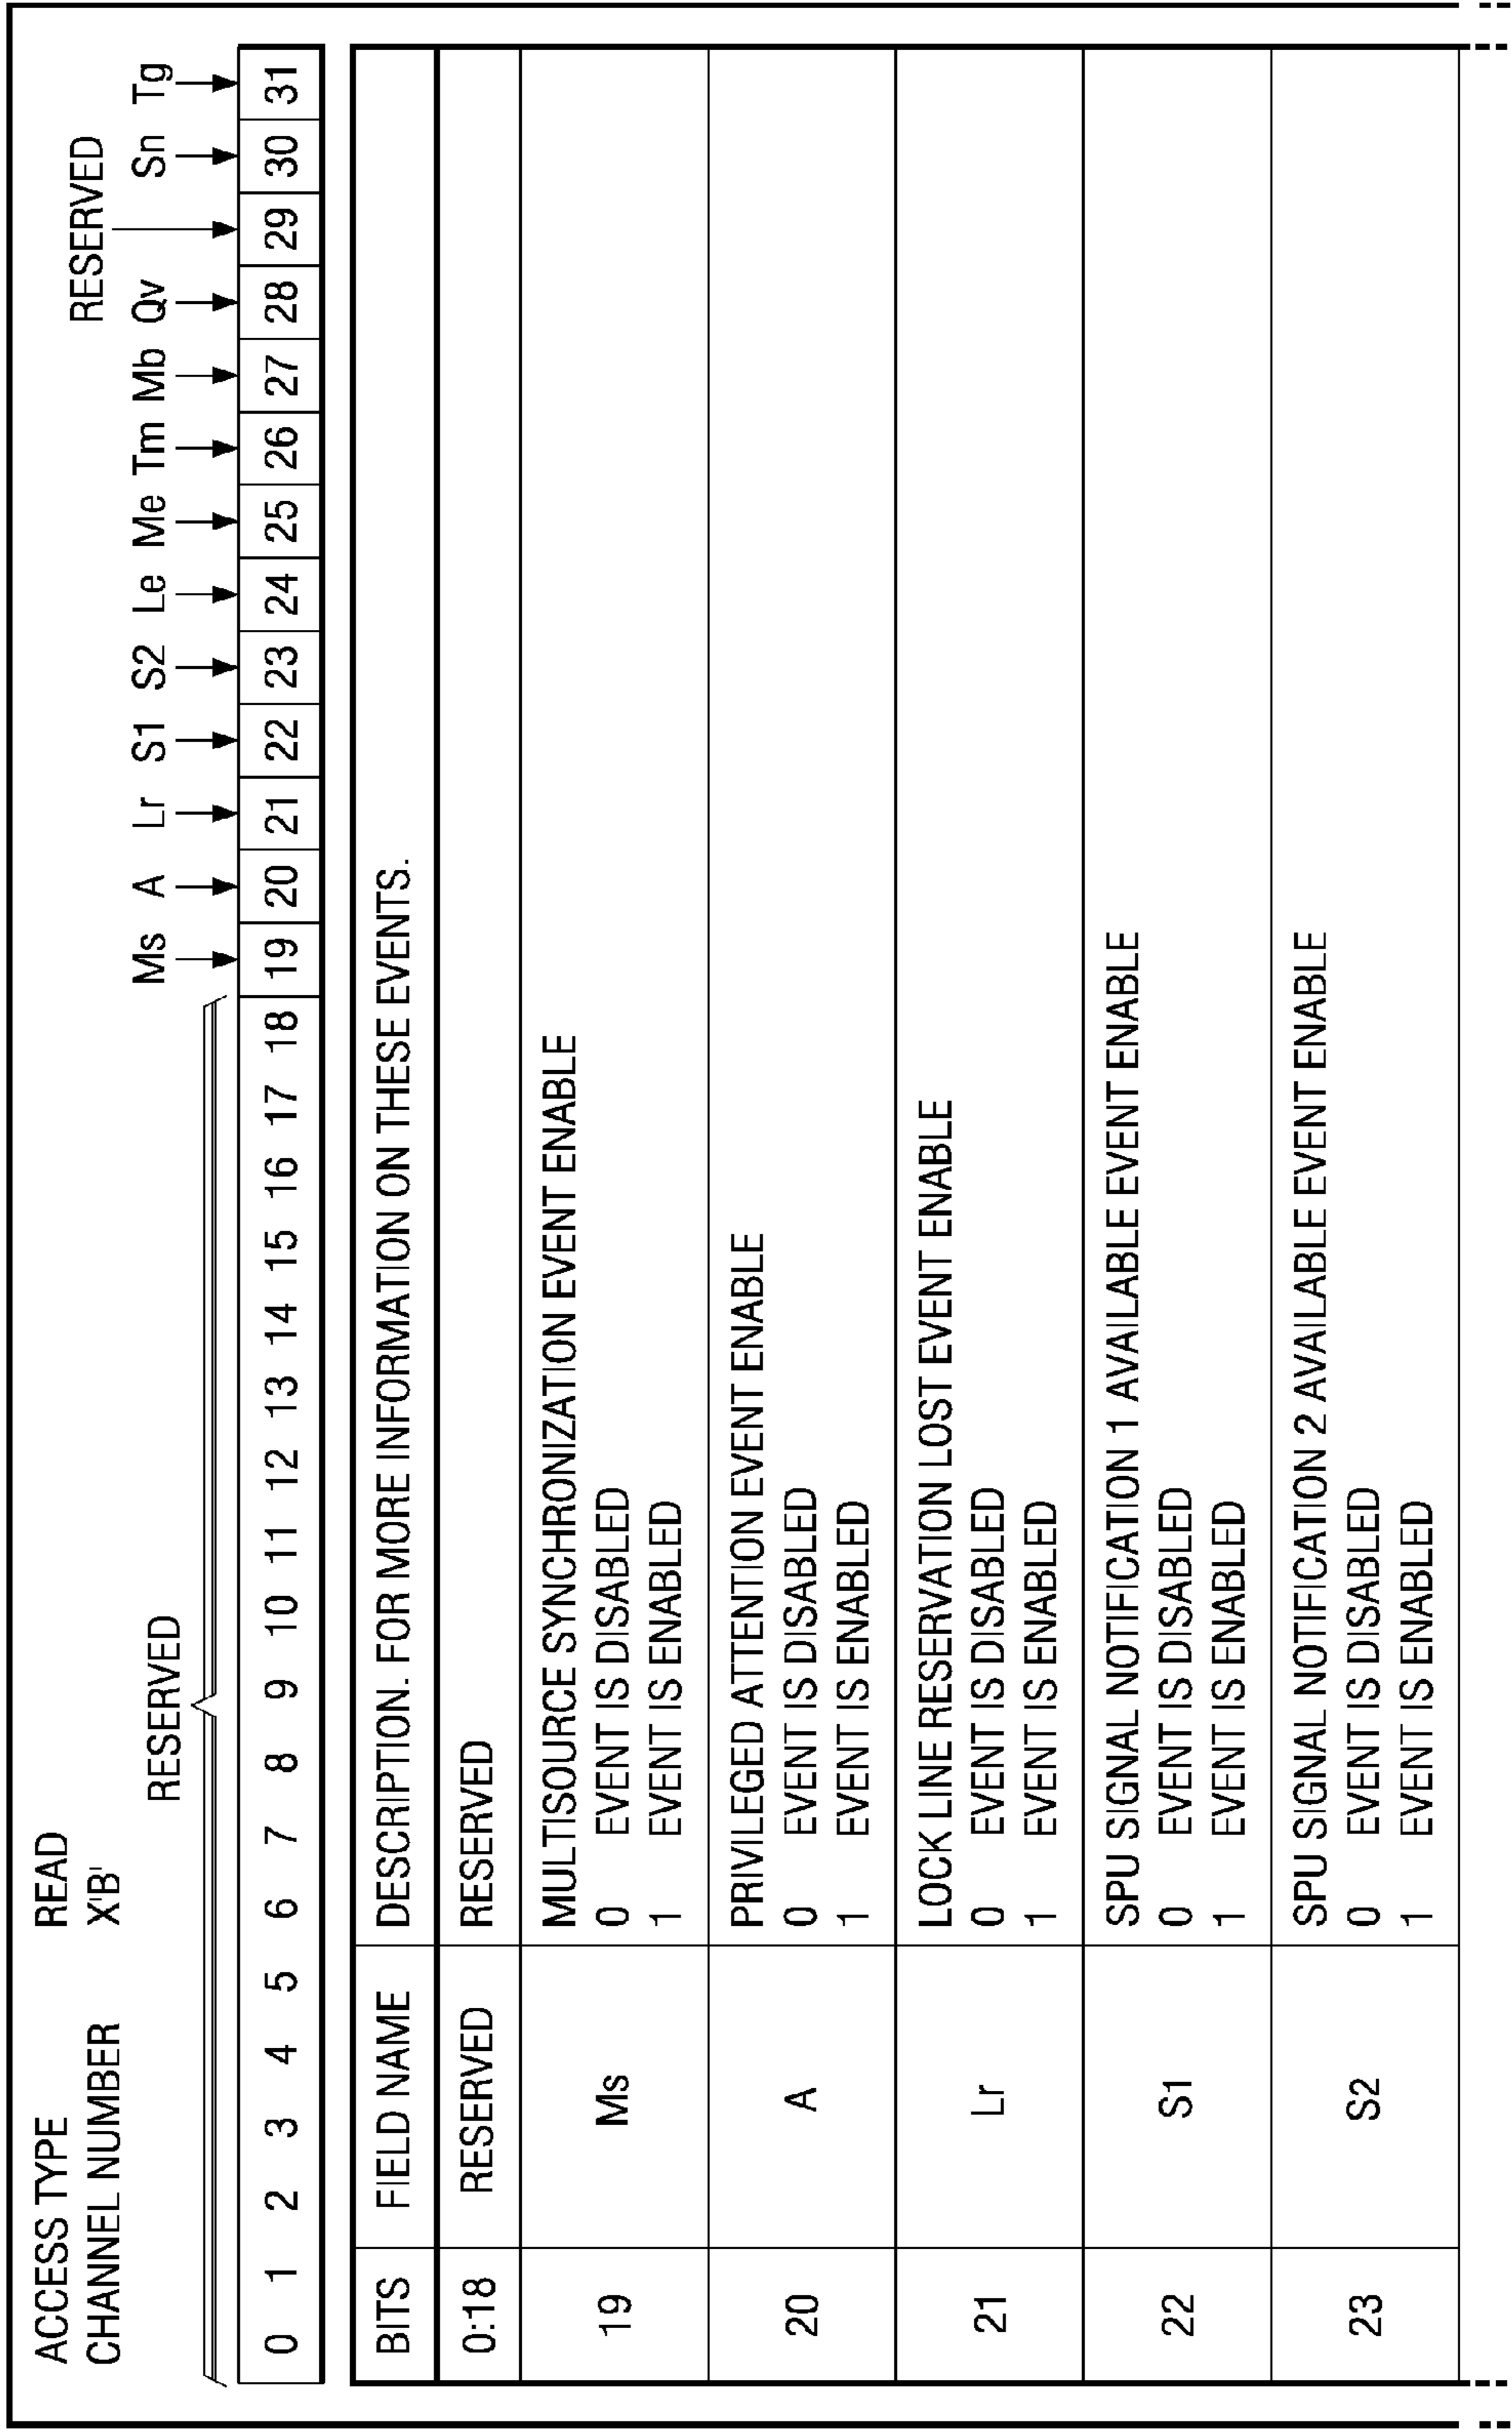 ACCESS TYPE READ
CHANNEL NUMBER X'B'
RESERVED
RESERVED
Ms A Lr S1 S2 Le Me Tm Mb Qv Sn Tg
0 1 2 3 4 5 6 7 8 9 10 11 12 13 14 15 16 17 18 19 20 21 22 23 24 25 26 27 28 29 30 31
BITS FIELD NAME DESCRIPTION. FOR MORE INFORMATION ON THESE EVENTS.
0:18 RESERVED RESERVED
19 Ms MULTISOURCE SYNCHRONIZATION EVENT ENABLE
0 EVENT IS DISABLED
1 EVENT IS ENABLED
20 A PRIVILEGED ATTENTION EVENT ENABLE
0 EVENT IS DISABLED
1 EVENT IS ENABLED
21 Lr LOCK LINE RESERVATION LOST EVENT ENABLE
0 EVENT IS DISABLED
1 EVENT IS ENABLED
22 S1 SPU SIGNAL NOTIFICATION 1 AVAILABLE EVENT ENABLE
0 EVENT IS DISABLED
1 EVENT IS ENABLED
23 S2 SPU SIGNAL NOTIFICATION 2 AVAILABLE EVENT ENABLE
0 EVENT IS DISABLED
1 EVENT IS ENABLED